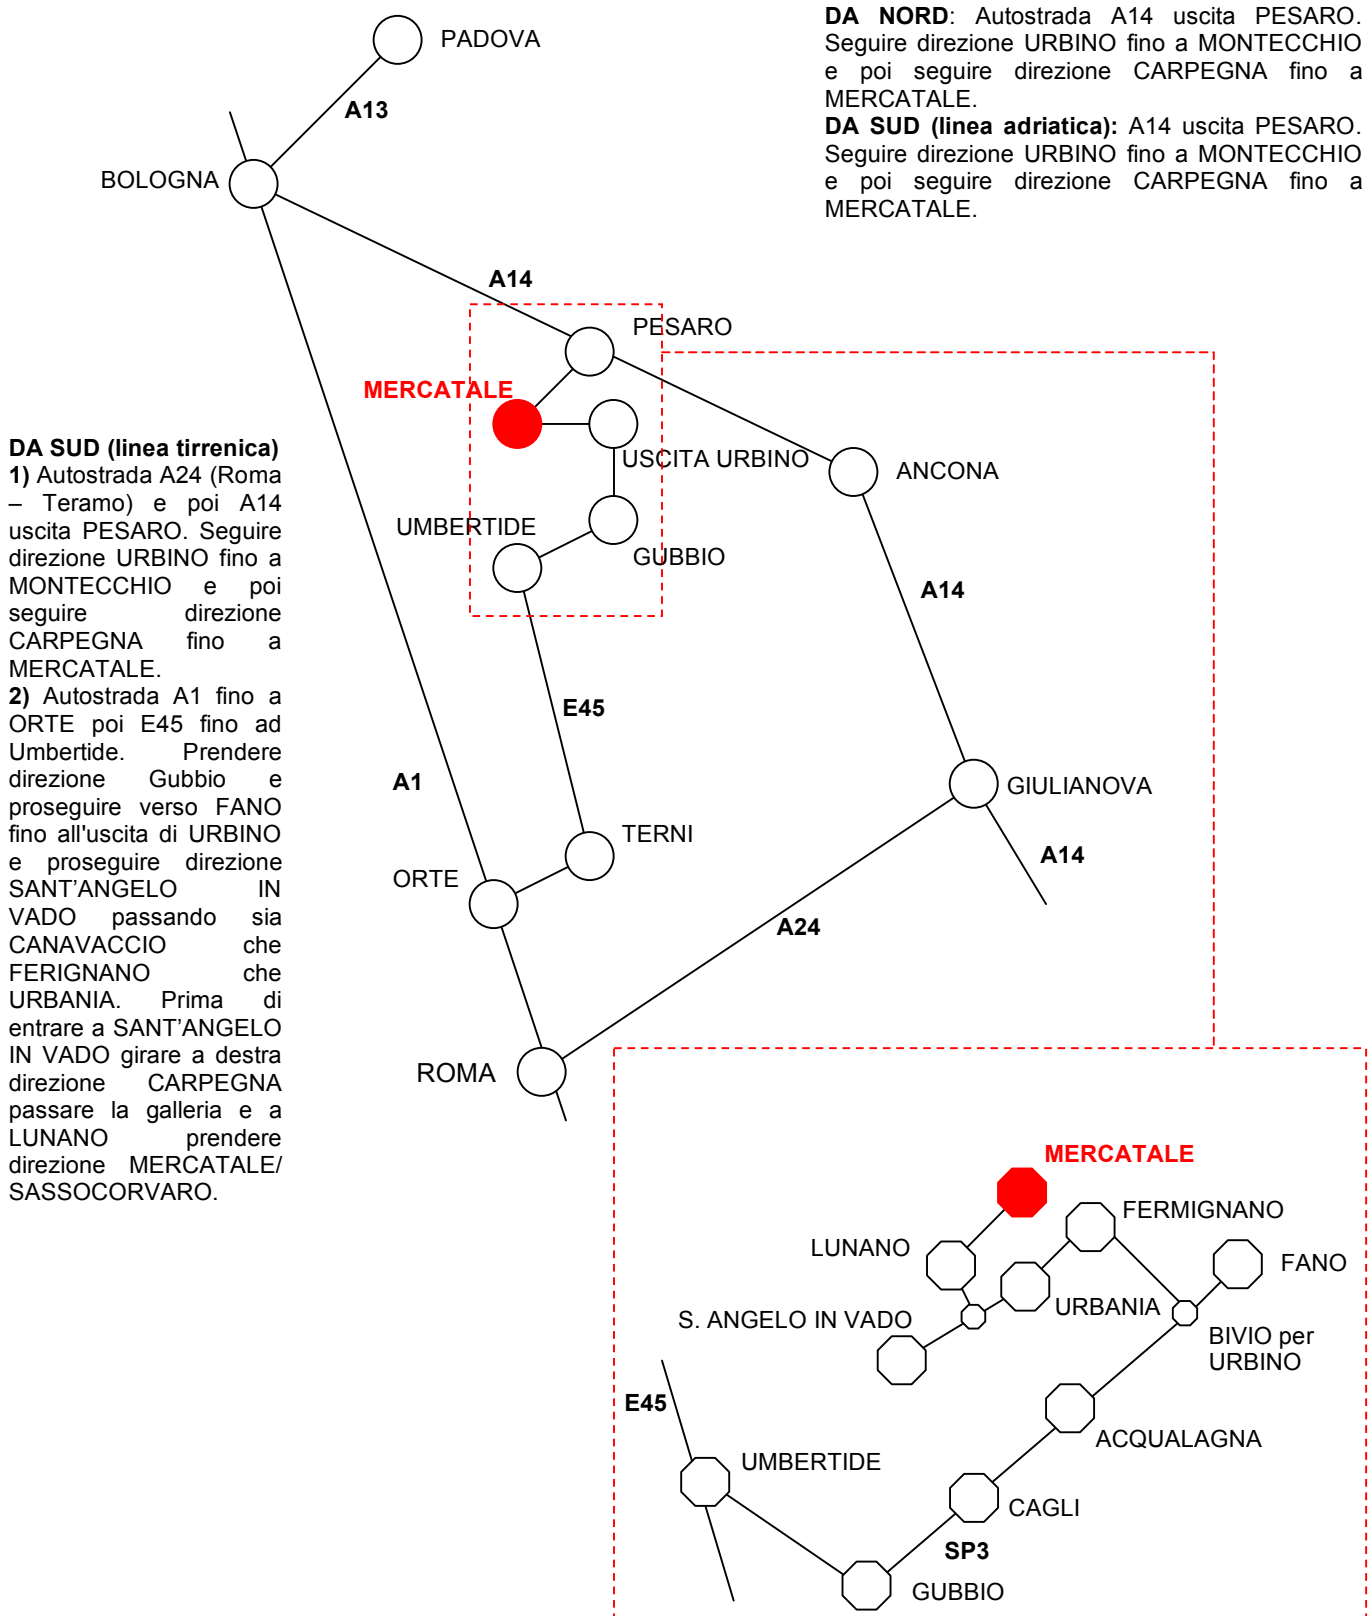 DA NORD: Autostrada A14 uscita PESARO.
Seguire direzione URBINO fino a MONTECCHIO
e poi seguire direzione CARPEGNA fino a
MERCATALE.
DA SUD (linea adriatica): A14 uscita PESARO.
Seguire direzione URBINO fino a MONTECCHIO
e poi seguire direzione CARPEGNA fino a
MERCATALE.
PADOVA
A13
BOLOGNA
A14
PESARO
MERCATALE
USCITA URBINO
ANCONA
UMBERTIDE
GUBBIO
A14
E45
A1
GIULIANOVA
TERNI
A14
ORTE
A24
ROMA
DA SUD (linea tirrenica)
1) Autostrada A24 (Roma
– Teramo) e poi A14
uscita PESARO. Seguire
direzione URBINO fino a
MONTECCHIO e poi
seguire direzione
CARPEGNA fino a
MERCATALE.
2) Autostrada A1 fino a
ORTE poi E45 fino ad
Umbertide. Prendere
direzione Gubbio e
proseguire verso FANO
fino all'uscita di URBINO
e proseguire direzione
SANT’ANGELO IN
VADO passando sia
CANAVACCIO che
FERIGNANO che
URBANIA. Prima di
entrare a SANT’ANGELO
IN VADO girare a destra
direzione CARPEGNA
passare la galleria e a
LUNANO prendere
direzione MERCATALE/
SASSOCORVARO.
MERCATALE
FERMIGNANO
LUNANO
FANO
URBANIA
S. ANGELO IN VADO
BIVIO per
URBINO
E45
ACQUALAGNA
UMBERTIDE
CAGLI
SP3
GUBBIO